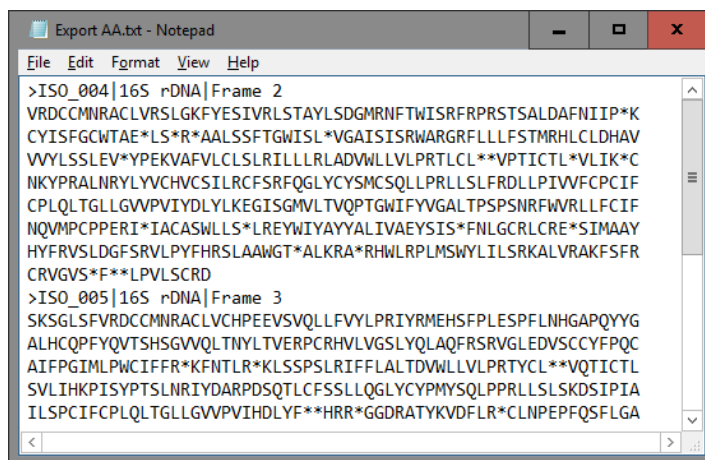 Export AA.txt - Notepad
File Edit Format View Help
>ISO_004|16S rDNA|Frame 2
VRDCCMNRACLVRSLGKFYESIVRLSTAYLSDGMRNFTWISRFRPRSTSALDAFNIIP*K
CYISFGCWTAE*LS*R*AALSSFTGWISL*VGAISISRWARGRFLLLFSTMRHLCLDHAV
VVYLSSLEV*YPEKVAFVLCLSLRILLLRLADVWLLVLPRTLCL**VPTICTL*VLIK*C
NKYPRALNRYLYVCHVCSILRCFSRFQGLYCYSMCSQLLPRLLSLFRDLLPIVVFCPCIF
CPLQLTGLLGVVPVIYDLYLKEGISGMVLTVQPTGWIFYVGALTPSPSNRFWVRLLFCIF
NQVMPCPPERI*IACASWLLS*LREYWIYAYYALIVAEYSIS*FNLGCRLCRE*SIMAAY
HYFRVSLDGFSRVLPYFHRSLAAWGT*ALKRA*RHWLRPLMSWYLILSRKALVRAKFSFR
CRVGVS*F**LPVLSCRD
>ISO_005|16S rDNA|Frame 3
SKSGLSFVRDCCMNRACLVCHPEEVSVQLLFVYLPRIYRMEHSFPLESPFLNHGAPQYYG
ALHCQPFYQVTSHSGVVQLTNYLTVERPCRHVLVGSLYQLAQFRSRVGLEDVSCCYFPQC
AIFPGIMLPWCIFFR*KFNTLR*KLSSPSLRIFFLALTDVWLLVLPRTYCL**VQTICTL
SVLIHKPISYPTSLNRIYDARPDSQTLCFSSLLQGLYCYPMYSQLPPRLLSLSKDSIPIA
ILSPCIFCPLQLTGLLGVVPVIHDLYF**HRR*GGDRATYKVDFLR*CLNPEPFQSFLGA